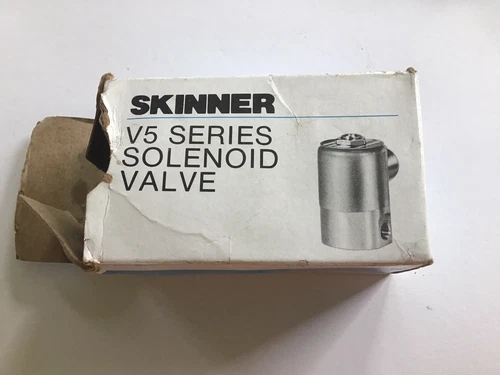 SKINNER
V5 SERIES
SOLENOID
VALVE